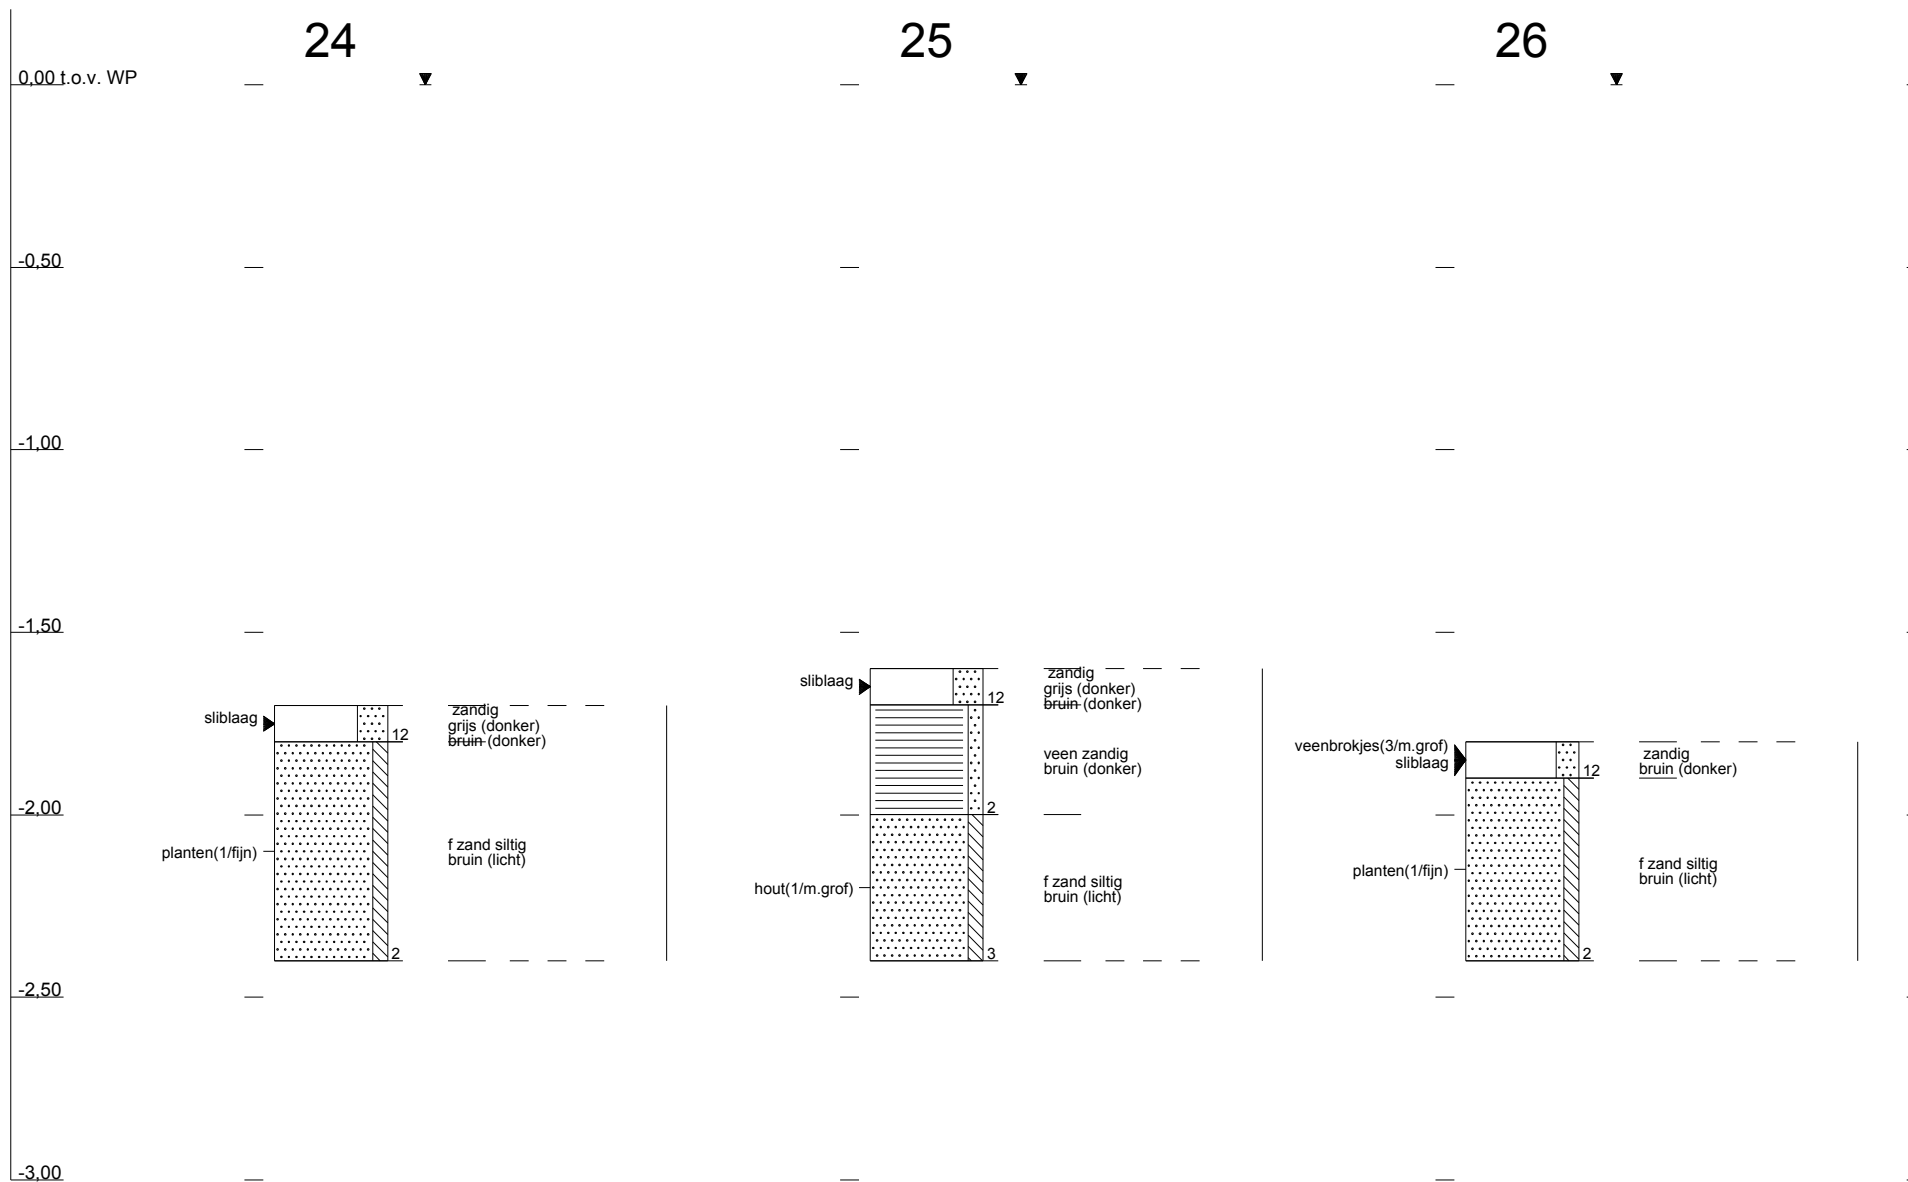 24
25
26
0,00 t.o.v. WP
-0,50
-1,00
-1,50
-2,00
-2,50
-3,00
sliblaag
12
zandig
grijs (donker)
bruin (donker)
planten(1/fijn)
f zand siltig
bruin (licht)
2
sliblaag
12
zandig
grijs (donker)
bruin (donker)
veen zandig
bruin (donker)
2
hout(1/m.grof)
f zand siltig
bruin (licht)
3
veenbrokjes(3/m.grof)
sliblaag
12
zandig
bruin (donker)
planten(1/fijn)
f zand siltig
bruin (licht)
2